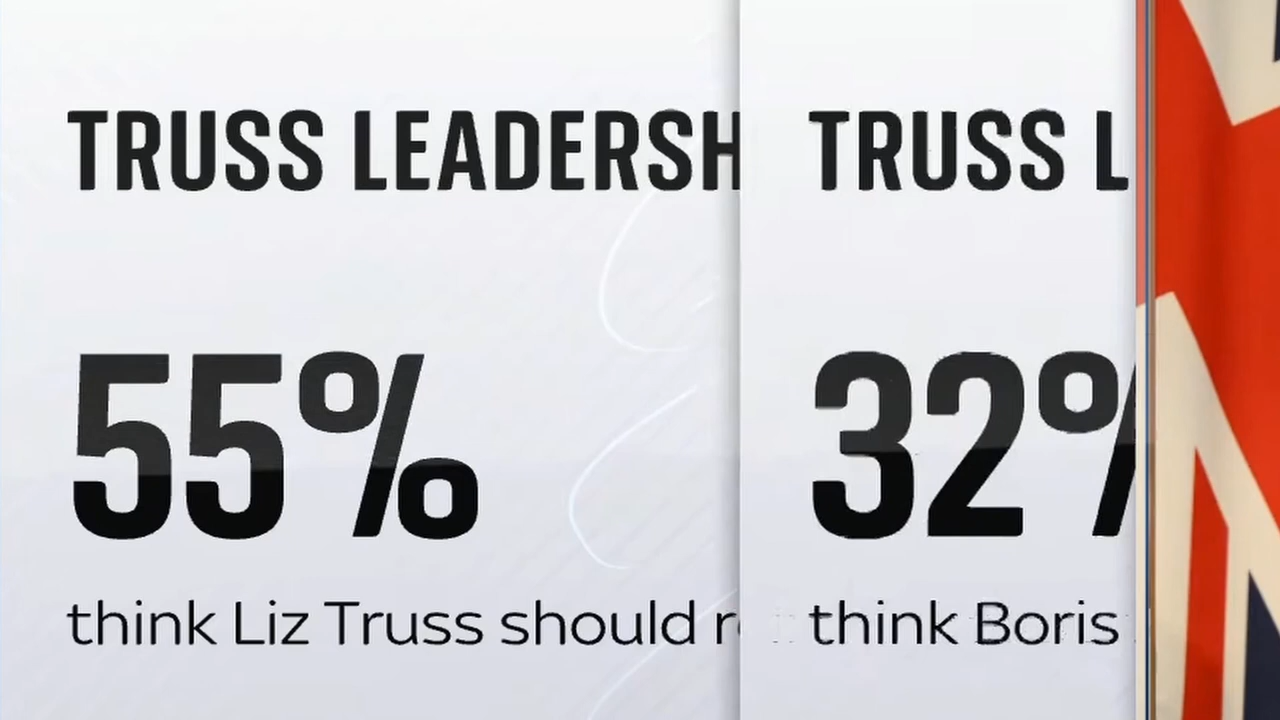 TRUSS LEADERSH
55%
think Liz Truss should r
TRUSS L
32%
think Boris